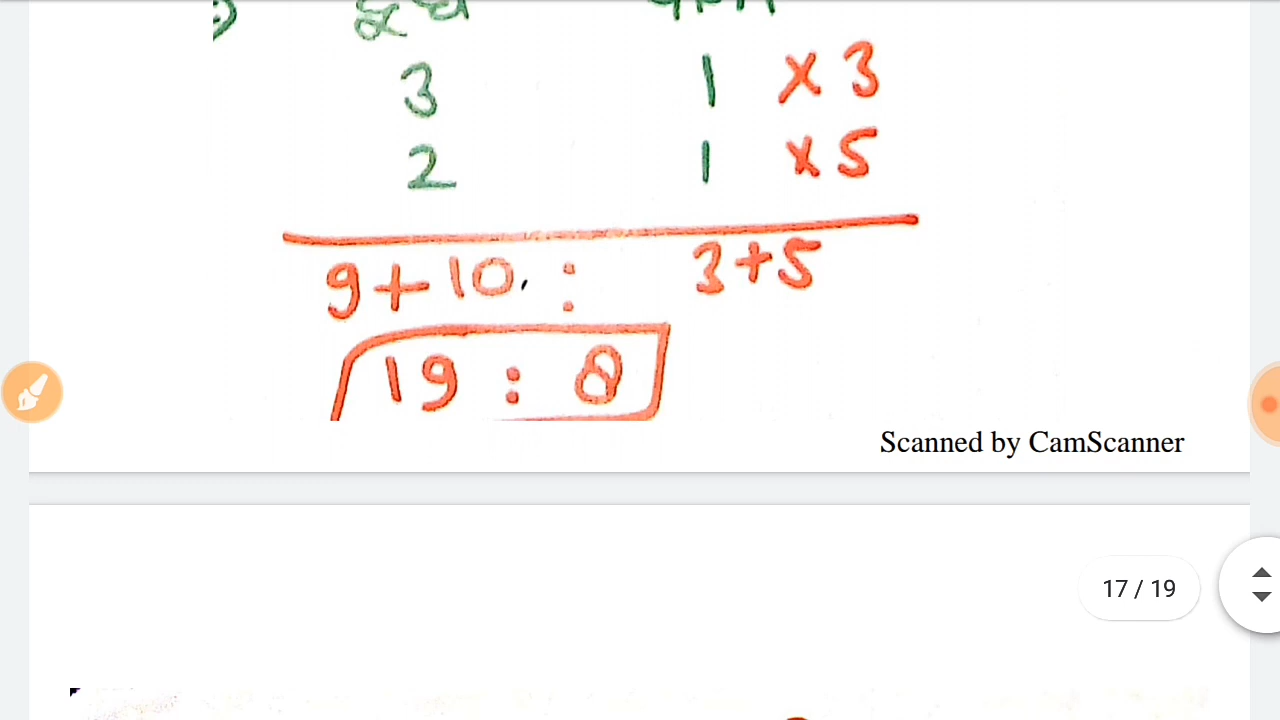 3 1 × 3
2 1 × 5
9+10 : 3+5
19 : 8
Scanned by CamScanner
17 / 19